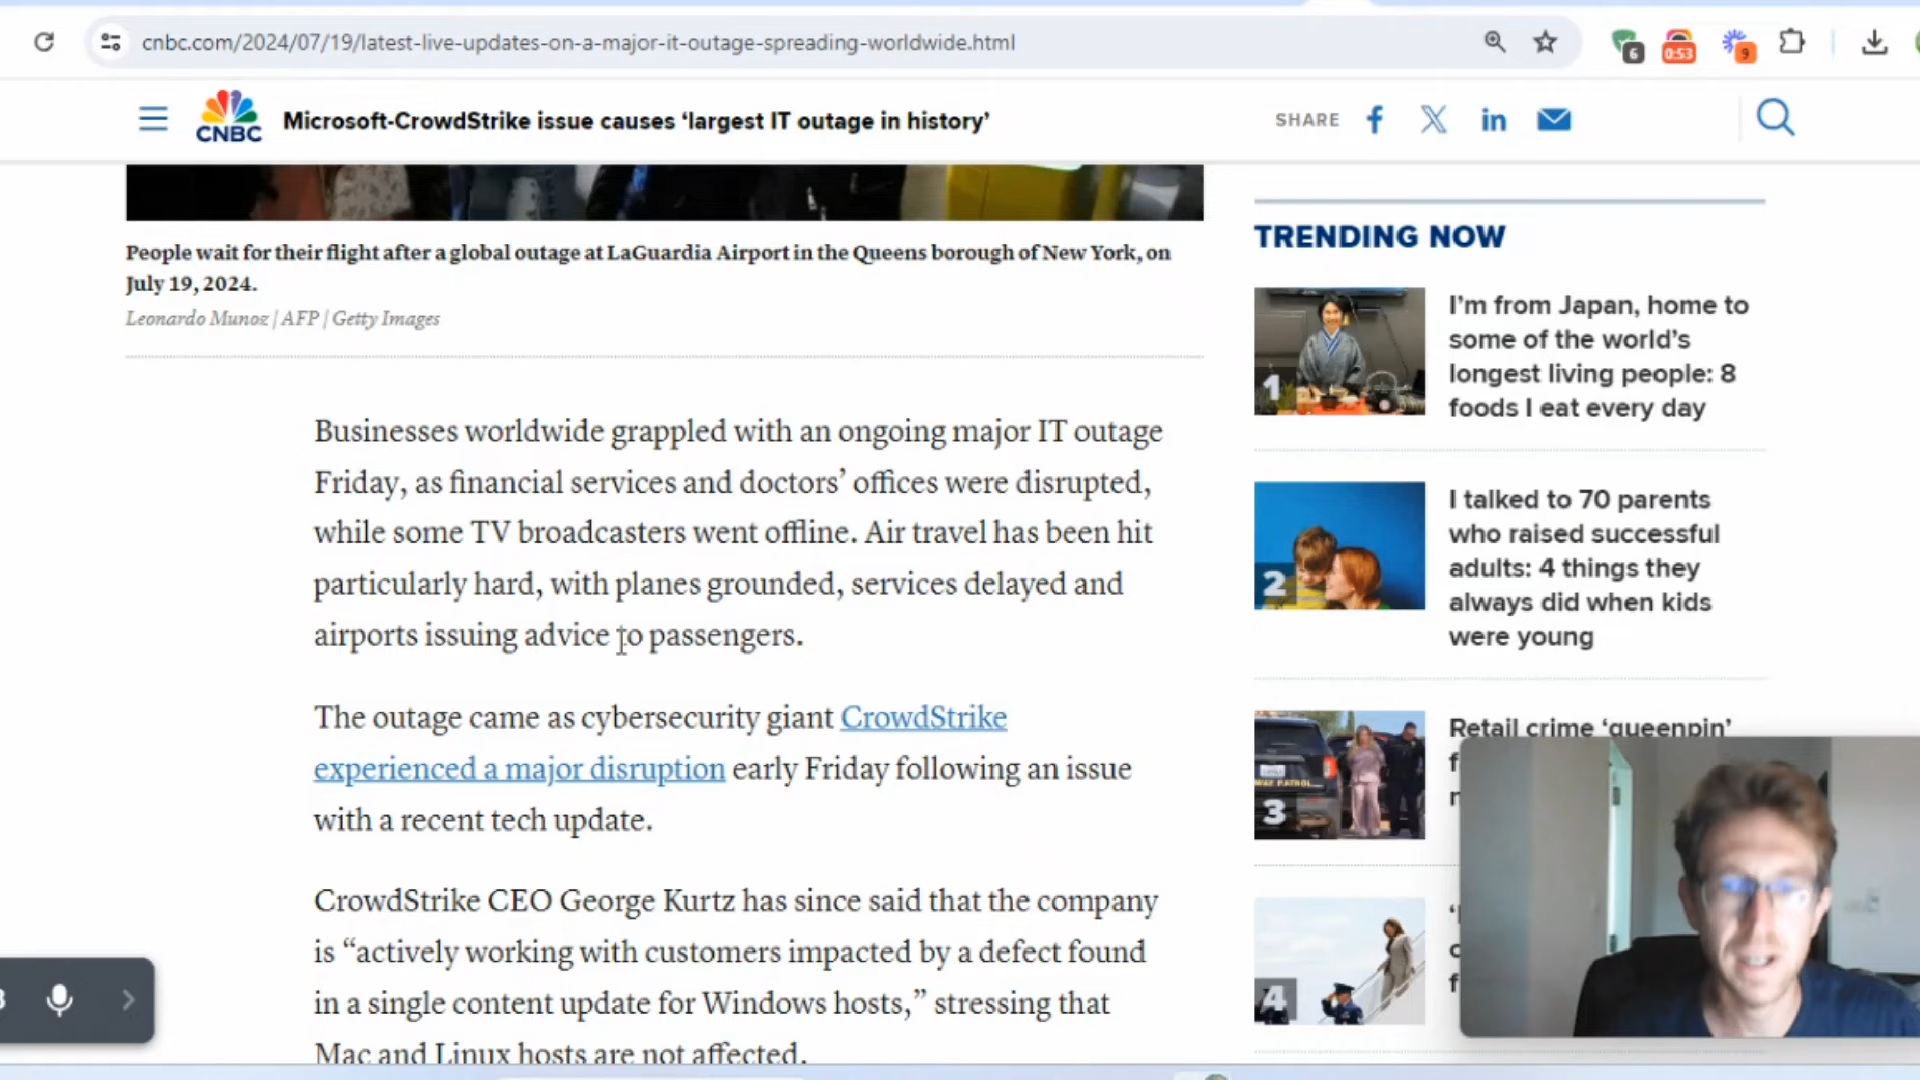 cnbc.com/2024/07/19/latest-live-updates-on-a-major-it-outage-spreading-worldwide.html
6
0:53
9
CNBC
Microsoft-CrowdStrike issue causes ‘largest IT outage in history’
SHARE
People wait for their flight after a global outage at LaGuardia Airport in the Queens borough of New York, on
July 19, 2024.
Leonardo Munoz | AFP | Getty Images
Businesses worldwide grappled with an ongoing major IT outage
Friday, as financial services and doctors’ offices were disrupted,
while some TV broadcasters went offline. Air travel has been hit
particularly hard, with planes grounded, services delayed and
airports issuing advice to passengers.
The outage came as cybersecurity giant CrowdStrike
experienced a major disruption early Friday following an issue
with a recent tech update.
CrowdStrike CEO George Kurtz has since said that the company
is “actively working with customers impacted by a defect found
in a single content update for Windows hosts,” stressing that
Mac and Linux hosts are not affected.
TRENDING NOW
1
I’m from Japan, home to
some of the world’s
longest living people: 8
foods I eat every day
2
I talked to 70 parents
who raised successful
adults: 4 things they
always did when kids
were young
3
Retail crime ‘queenpin’
4